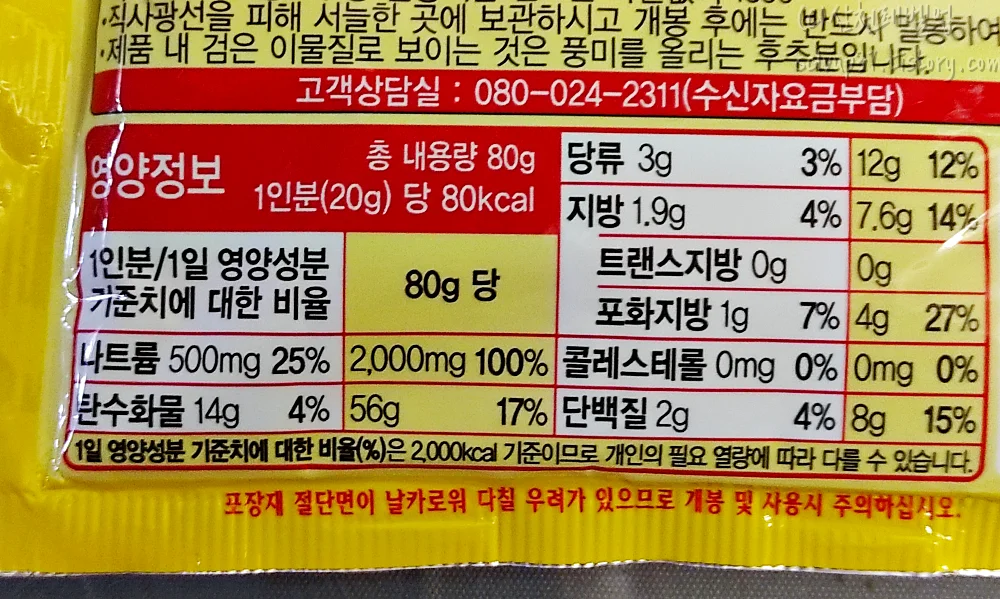 ·직사광선을 피해 서늘한 곳에 보관하시고 개봉 후에는 반드시 밀봉하여
·제품 내 검은 이물질로 보이는 것은 풍미를 올리는 후추분입니다.
고객상담실 : 080-024-2311(수신자요금부담)
영양정보
총 내용량 80g
1인분(20g) 당 80kcal
1인분/1일 영양성분
기준치에 대한 비율
80g 당
나트륨 500mg 25% 2,000mg 100%
탄수화물 14g 4% 56g 17%
당류 3g 3% 12g 12%
지방 1.9g 4% 7.6g 14%
트랜스지방 0g 0g
포화지방 1g 7% 4g 27%
콜레스테롤 0mg 0% 0mg 0%
단백질 2g 4% 8g 15%
1일 영양성분 기준치에 대한 비율(%)은 2,000kcal 기준이므로 개인의 필요 열량에 따라 다를 수 있습니다.
포장재 절단면이 날카로워 다칠 우려가 있으므로 개봉 및 사용시 주의하십시오.